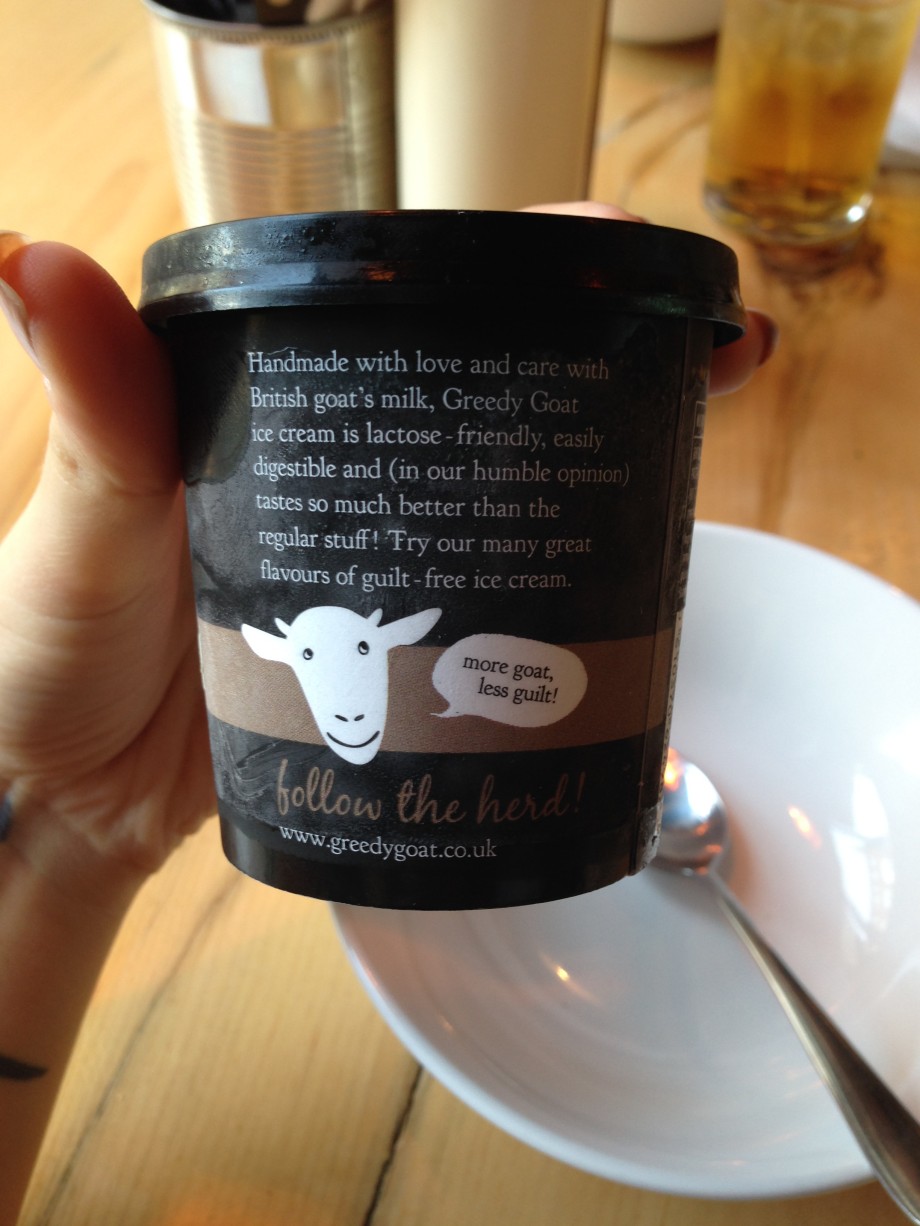 Handmade with love and care with
British goat's milk, Greedy Goat
ice cream is lactose-friendly, easily
digestible and (in our humble opinion)
tastes so much better than the
regular stuff! Try our many great
flavours of guilt-free ice cream.
more goat,
less guilt!
follow the herd!
www.greedygoat.co.uk